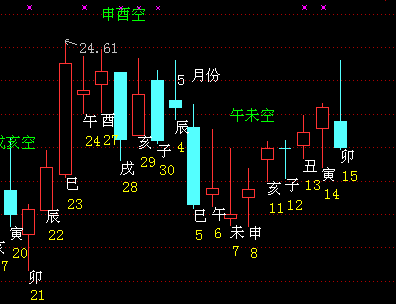 申酉空
24.61
5 月份
午未空
戌亥空
午
24
酉
27
戌
28
亥
29
子
30
辰
4
巳
23
辰
22
寅
20
卯
21
亥
7
巳
5
午
6
未
7
申
8
亥
11
子
12
丑
13
寅
14
卯
15